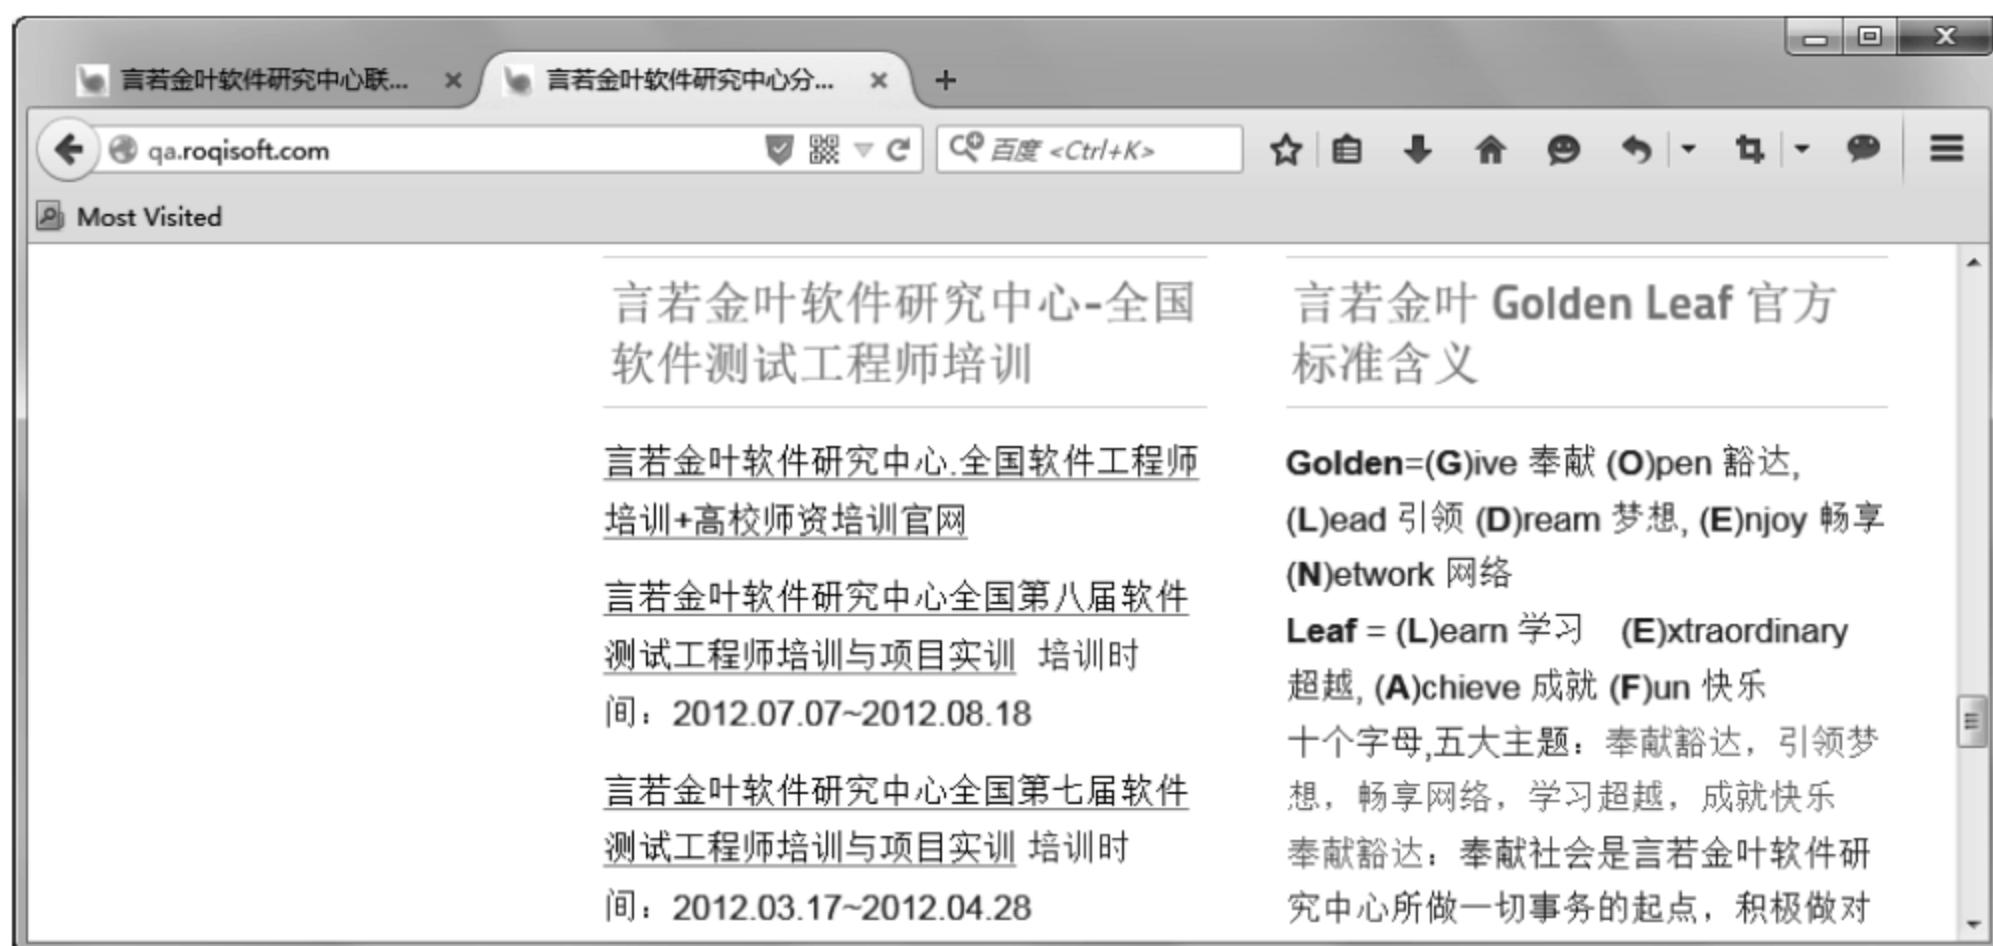 言若金叶软件研究中心联...
言若金叶软件研究中心分...
qa.roqisoft.com
百度 <Ctrl+K>
Most Visited
言若金叶软件研究中心-全国
软件测试工程师培训
言若金叶软件研究中心.全国软件工程师
培训+高校师资培训官网
言若金叶软件研究中心全国第八届软件
测试工程师培训与项目实训 培训时
间：2012.07.07~2012.08.18
言若金叶软件研究中心全国第七届软件
测试工程师培训与项目实训 培训时
间：2012.03.17~2012.04.28
言若金叶 Golden Leaf 官方
标准含义
Golden=(G)ive 奉献 (O)pen 豁达,
(L)ead 引领 (D)ream 梦想, (E)njoy 畅享
(N)etwork 网络
Leaf = (L)earn 学习 (E)xtraordinary
超越, (A)chieve 成就 (F)un 快乐
十个字母,五大主题：奉献豁达，引领梦
想，畅享网络，学习超越，成就快乐
奉献豁达：奉献社会是言若金叶软件研
究中心所做一切事务的起点，积极做对